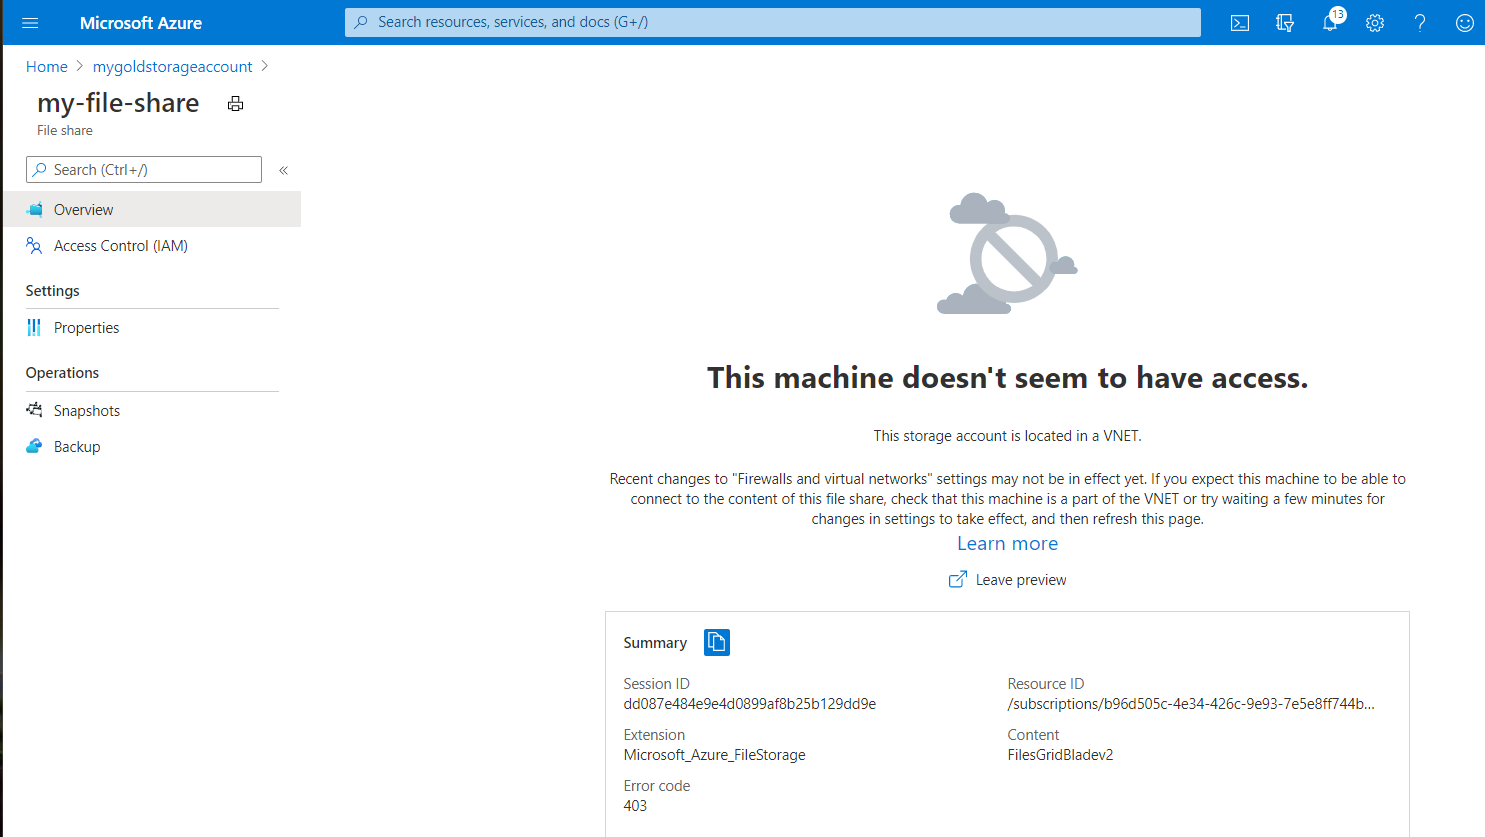 Microsoft Azure
Search resources, services, and docs (G+/)
13
Home > mygoldstorageaccount >
my-file-share
File share
Search (Ctrl+/)
«
Overview
Access Control (IAM)
Settings
Properties
Operations
Snapshots
Backup
This machine doesn't seem to have access.
This storage account is located in a VNET.
Recent changes to "Firewalls and virtual networks" settings may not be in effect yet. If you expect this machine to be able to
connect to the content of this file share, check that this machine is a part of the VNET or try waiting a few minutes for
changes in settings to take effect, and then refresh this page.
Learn more
Leave preview
Summary
Session ID
dd087e484e9e4d0899af8b25b129dd9e
Resource ID
/subscriptions/b96d505c-4e34-426c-9e93-7e5e8ff744b...
Extension
Microsoft_Azure_FileStorage
Content
FilesGridBladev2
Error code
403